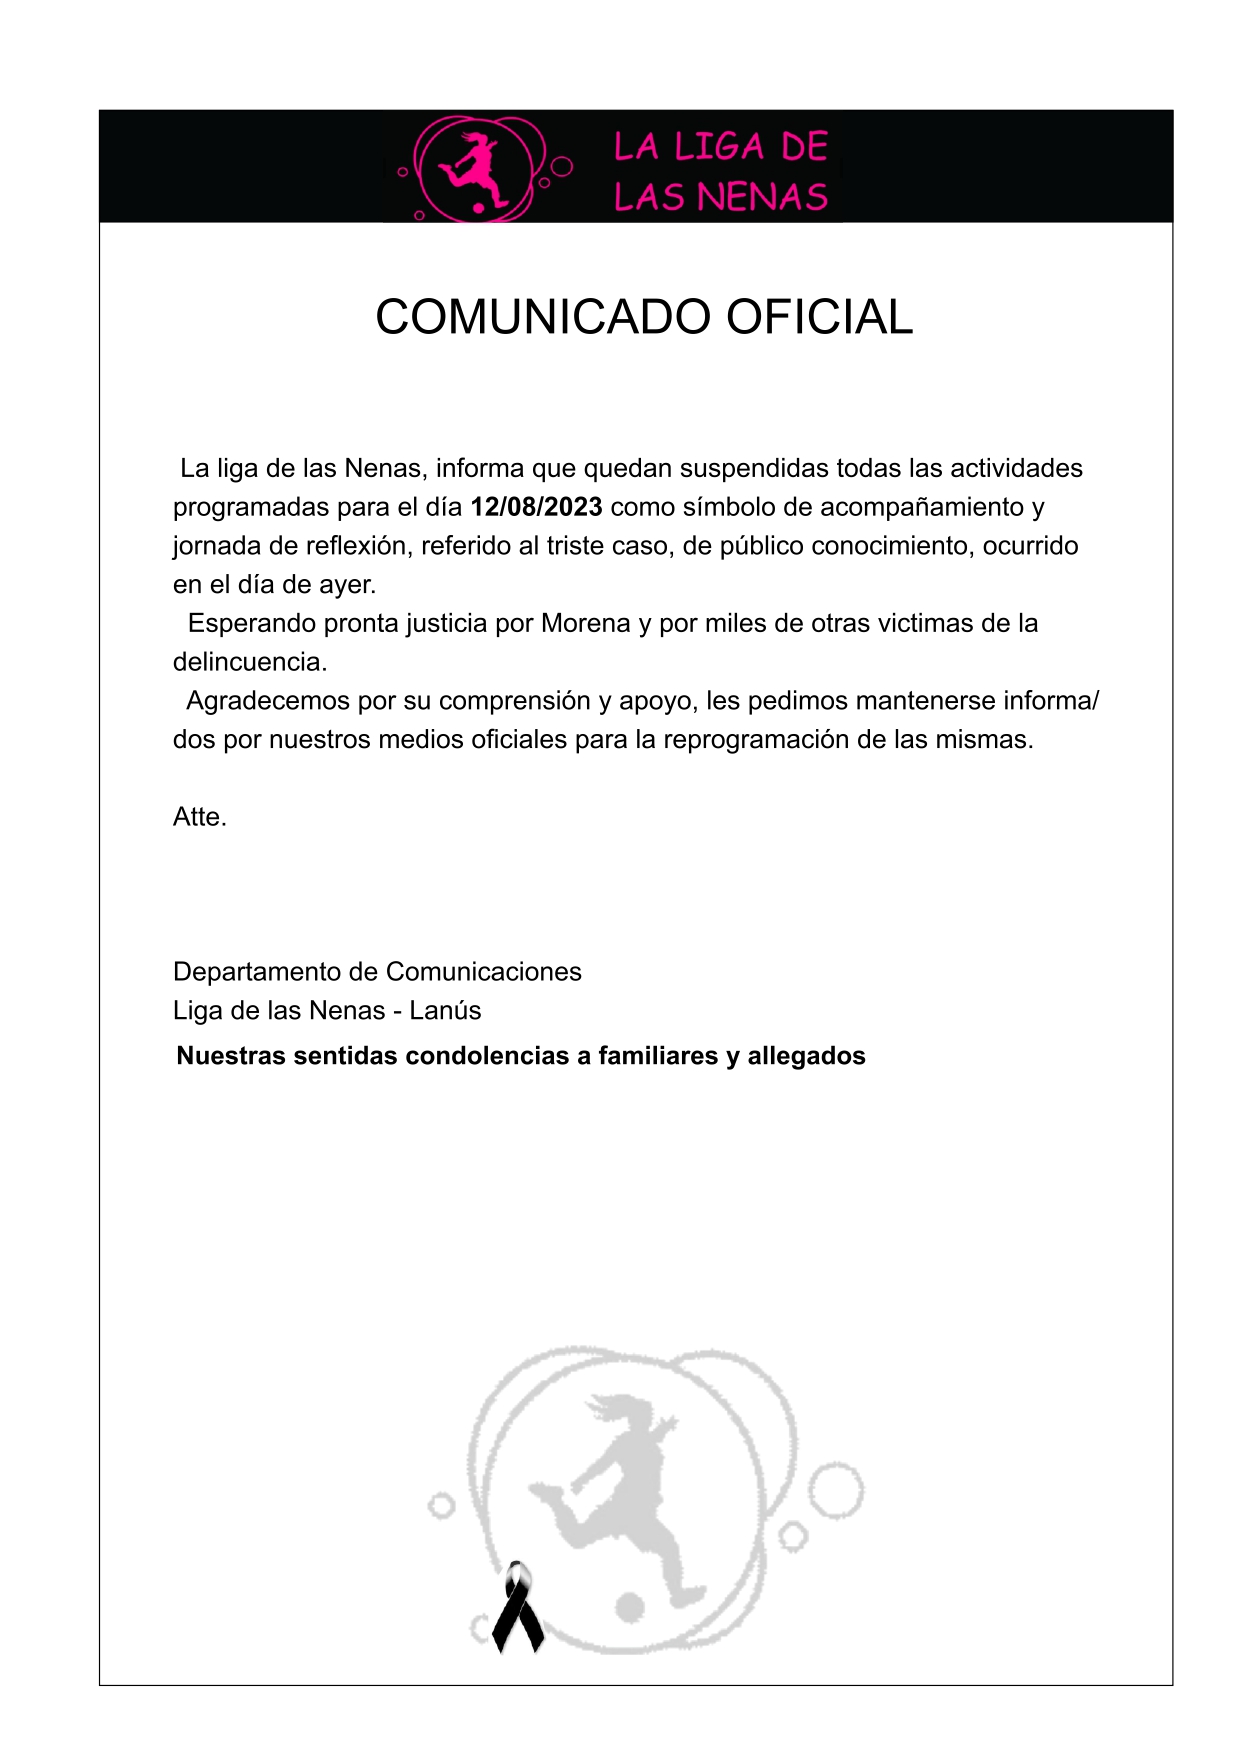 LA LIGA DE
LAS NENAS
COMUNICADO OFICIAL
La liga de las Nenas, informa que quedan suspendidas todas las actividades
programadas para el día 12/08/2023 como símbolo de acompañamiento y
jornada de reflexión, referido al triste caso, de público conocimiento, ocurrido
en el día de ayer.
Esperando pronta justicia por Morena y por miles de otras victimas de la
delincuencia.
Agradecemos por su comprensión y apoyo, les pedimos mantenerse informa/
dos por nuestros medios oficiales para la reprogramación de las mismas.
Atte.
Departamento de Comunicaciones
Liga de las Nenas - Lanús
Nuestras sentidas condolencias a familiares y allegados